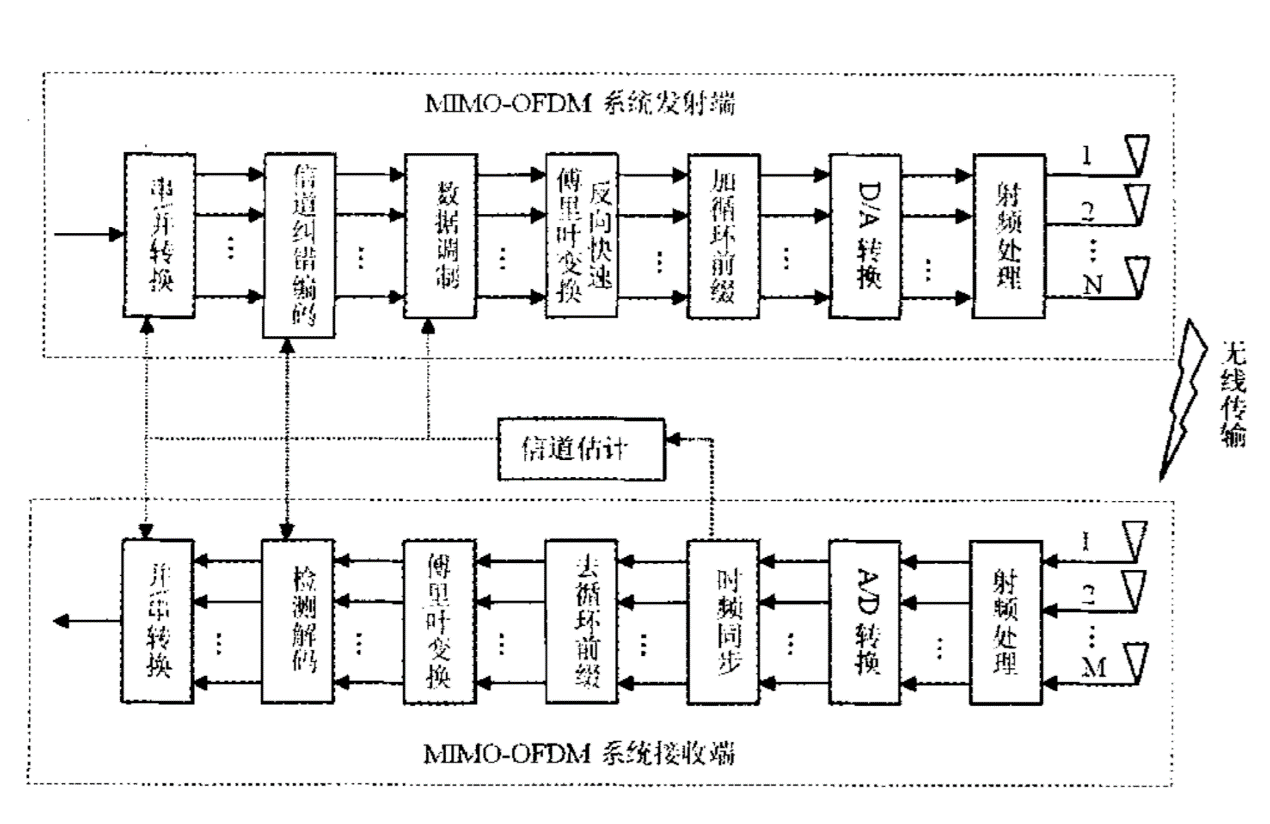 MIMO-OFDM 系统发射端
串并转换
信道纠错编码
数据调制
反向快速
傅里叶变换
加循环前缀
D/A 转换
射频处理
1
2
N
无线传输
信道估计
并串转换
检测解码
傅里叶变换
去循环前缀
时频同步
A/D 转换
射频处理
1
2
M
MIMO-OFDM 系统接收端